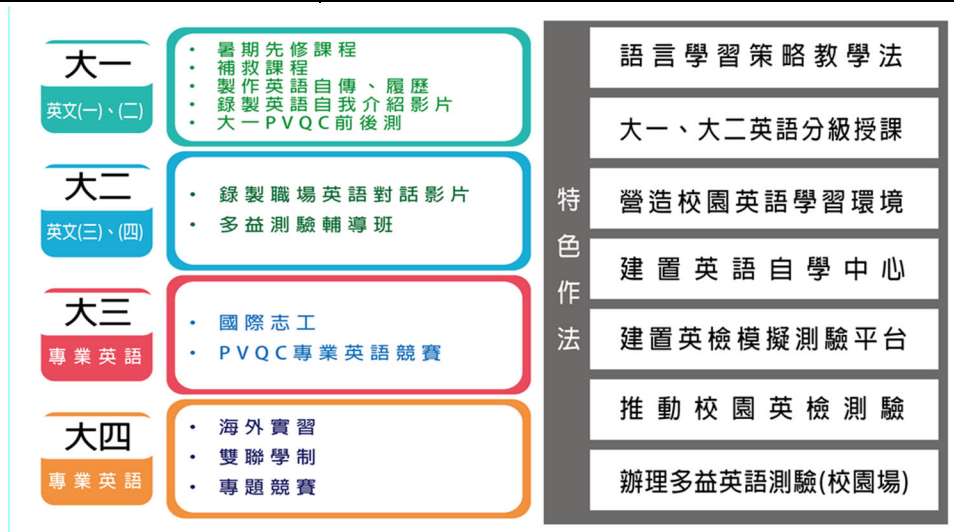 大一
英文(一)、(二)
• 暑期先修課程
• 補救課程
• 製作英語自傳、履歷
• 錄製英語自我介紹影片
• 大一PVQC前後測
大二
英文(三)、(四)
• 錄製職場英語對話影片
• 多益測驗輔導班
大三
專業英語
• 國際志工
• PVQC專業英語競賽
大四
專業英語
• 海外實習
• 雙聯學制
• 專題競賽
特色作法
語言學習策略教學法
大一、大二英語分級授課
營造校園英語學習環境
建置英語自學中心
建置英檢模擬測驗平台
推動校園英檢測驗
辦理多益英語測驗(校園場)